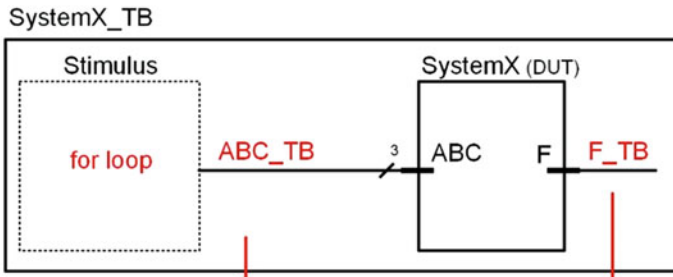 SystemX_TB
Stimulus
SystemX (DUT)
for loop
ABC_TB
3
ABC
F
F_TB